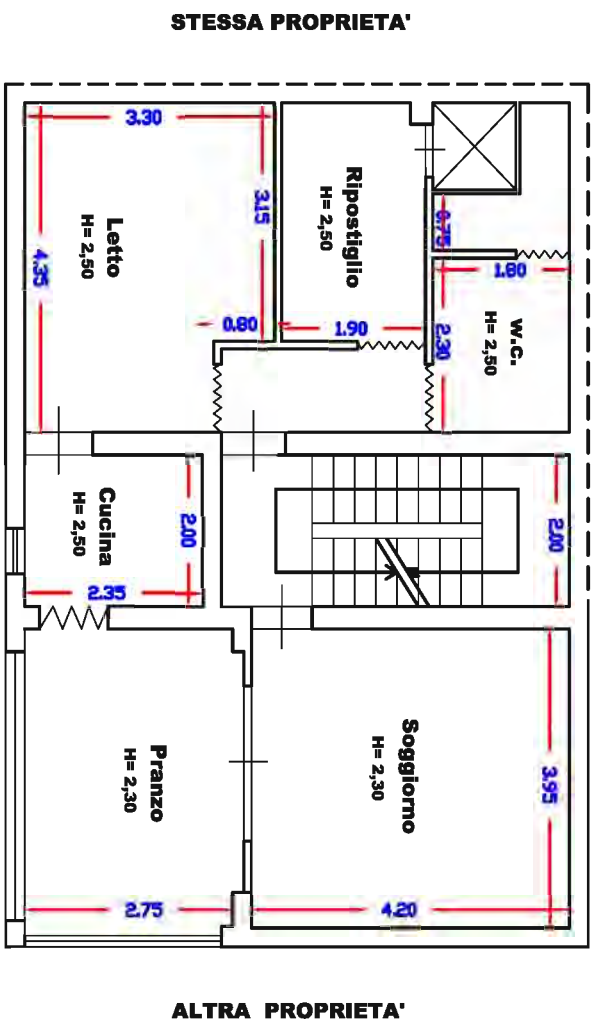 STESSA PROPRIETA'
3.30
Letto
H= 2,50
4.35
3.15
0.80
Ripostiglio
H= 2,50
1.90
0.75
1.80
W.C.
H= 2,50
2.30
Cucina
H= 2,50
2.00
2.35
2.00
Pranzo
H= 2,30
2.75
Soggiorno
H= 2,30
3.95
4.20
ALTRA PROPRIETA'